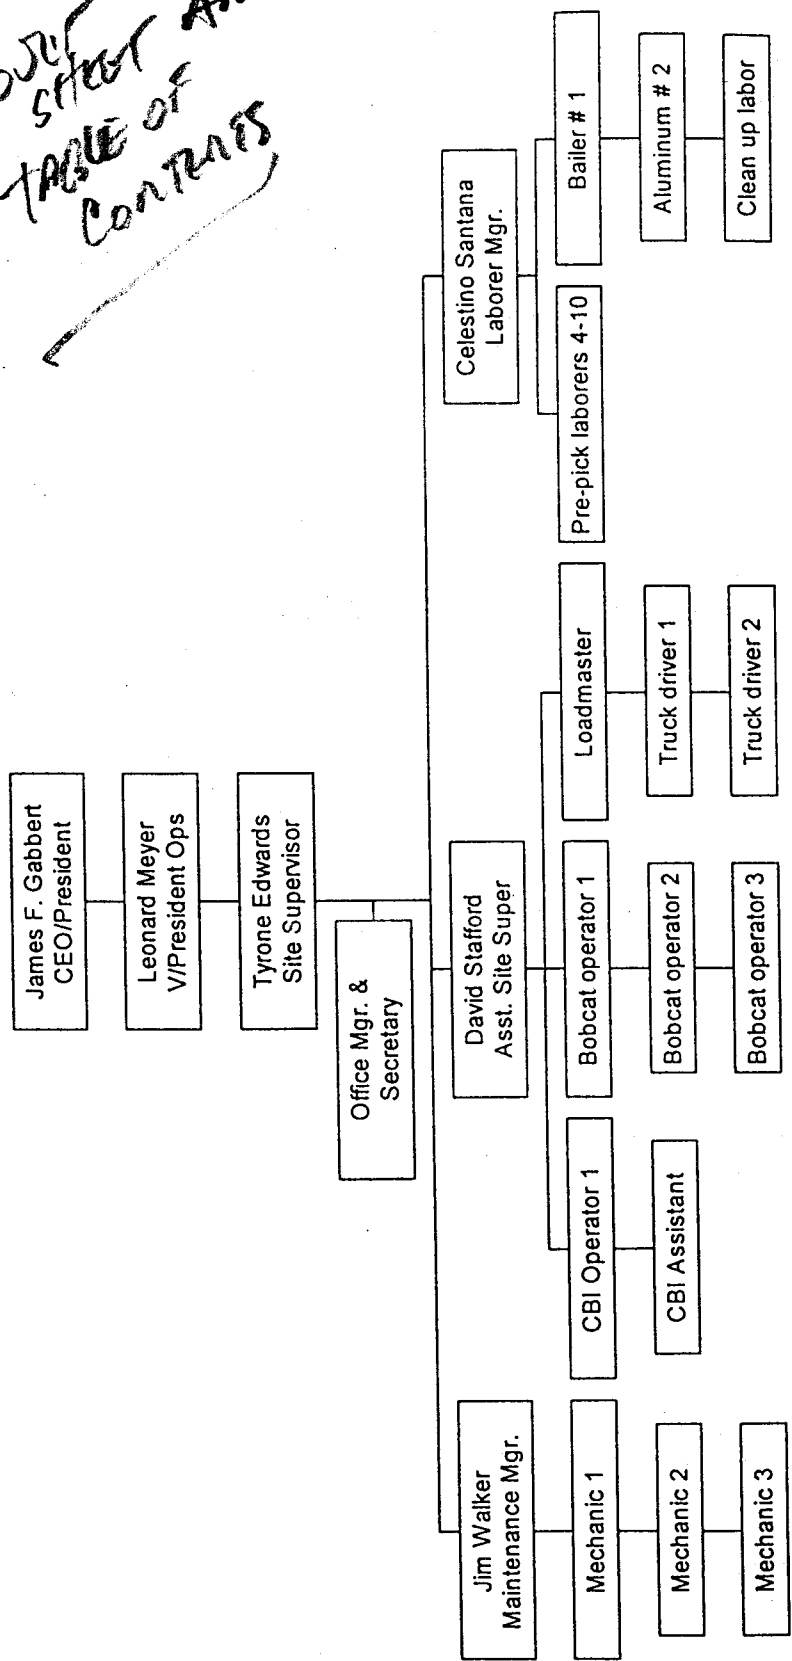 SHEET
TABLE OF
CONTENTS
James F. Gabbert
CEO/President
Leonard Meyer
V/President Ops
Tyrone Edwards
Site Supervisor
Office Mgr. &
Secretary
Jim Walker
Maintenance Mgr.
David Stafford
Asst. Site Super
Celestino Santana
Laborer Mgr.
Mechanic 1
CBI Operator 1
Bobcat operator 1
Loadmaster
Pre-pick laborers 4-10
Bailer # 1
Mechanic 2
CBI Assistant
Bobcat operator 2
Truck driver 1
Aluminum # 2
Mechanic 3
Bobcat operator 3
Truck driver 2
Clean up labor